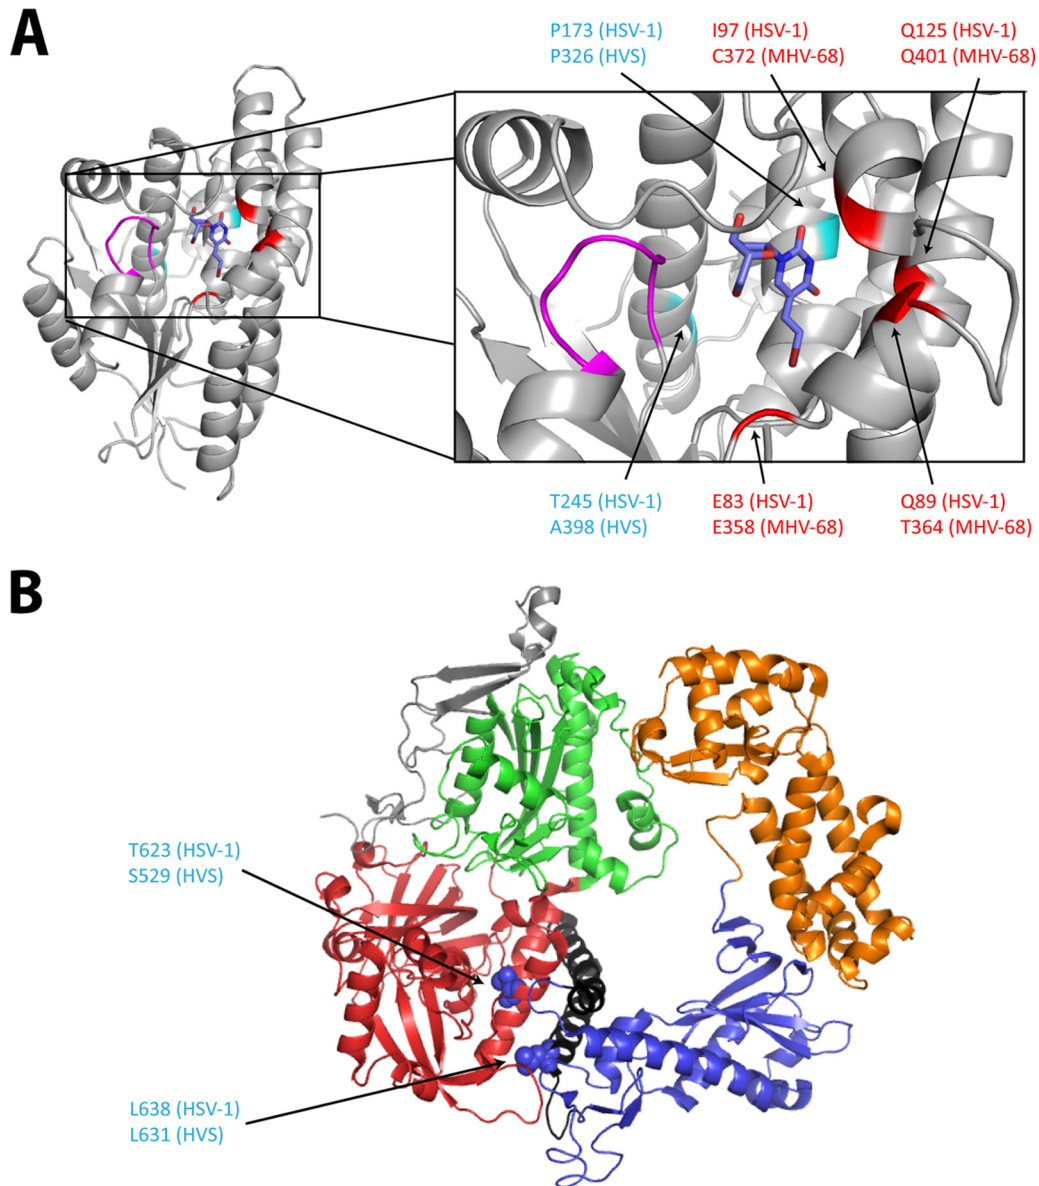 A
P173 (HSV-1)
P326 (HVS)
I97 (HSV-1)
C372 (MHV-68)
Q125 (HSV-1)
Q401 (MHV-68)
T245 (HSV-1)
A398 (HVS)
E83 (HSV-1)
E358 (MHV-68)
Q89 (HSV-1)
T364 (MHV-68)
B
T623 (HSV-1)
S529 (HVS)
L638 (HSV-1)
L631 (HVS)